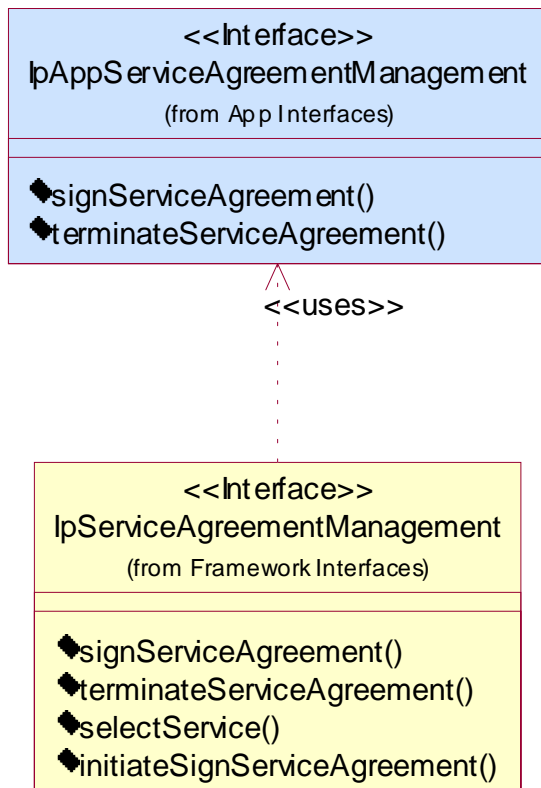 <<Interface>>
IpAppServiceAgreementManagement
(from App Interfaces)
signServiceAgreement()
terminateServiceAgreement()
<<uses>>
<<Interface>>
IpServiceAgreementManagement
(from Framework Interfaces)
signServiceAgreement()
terminateServiceAgreement()
selectService()
initiateSignServiceAgreement()